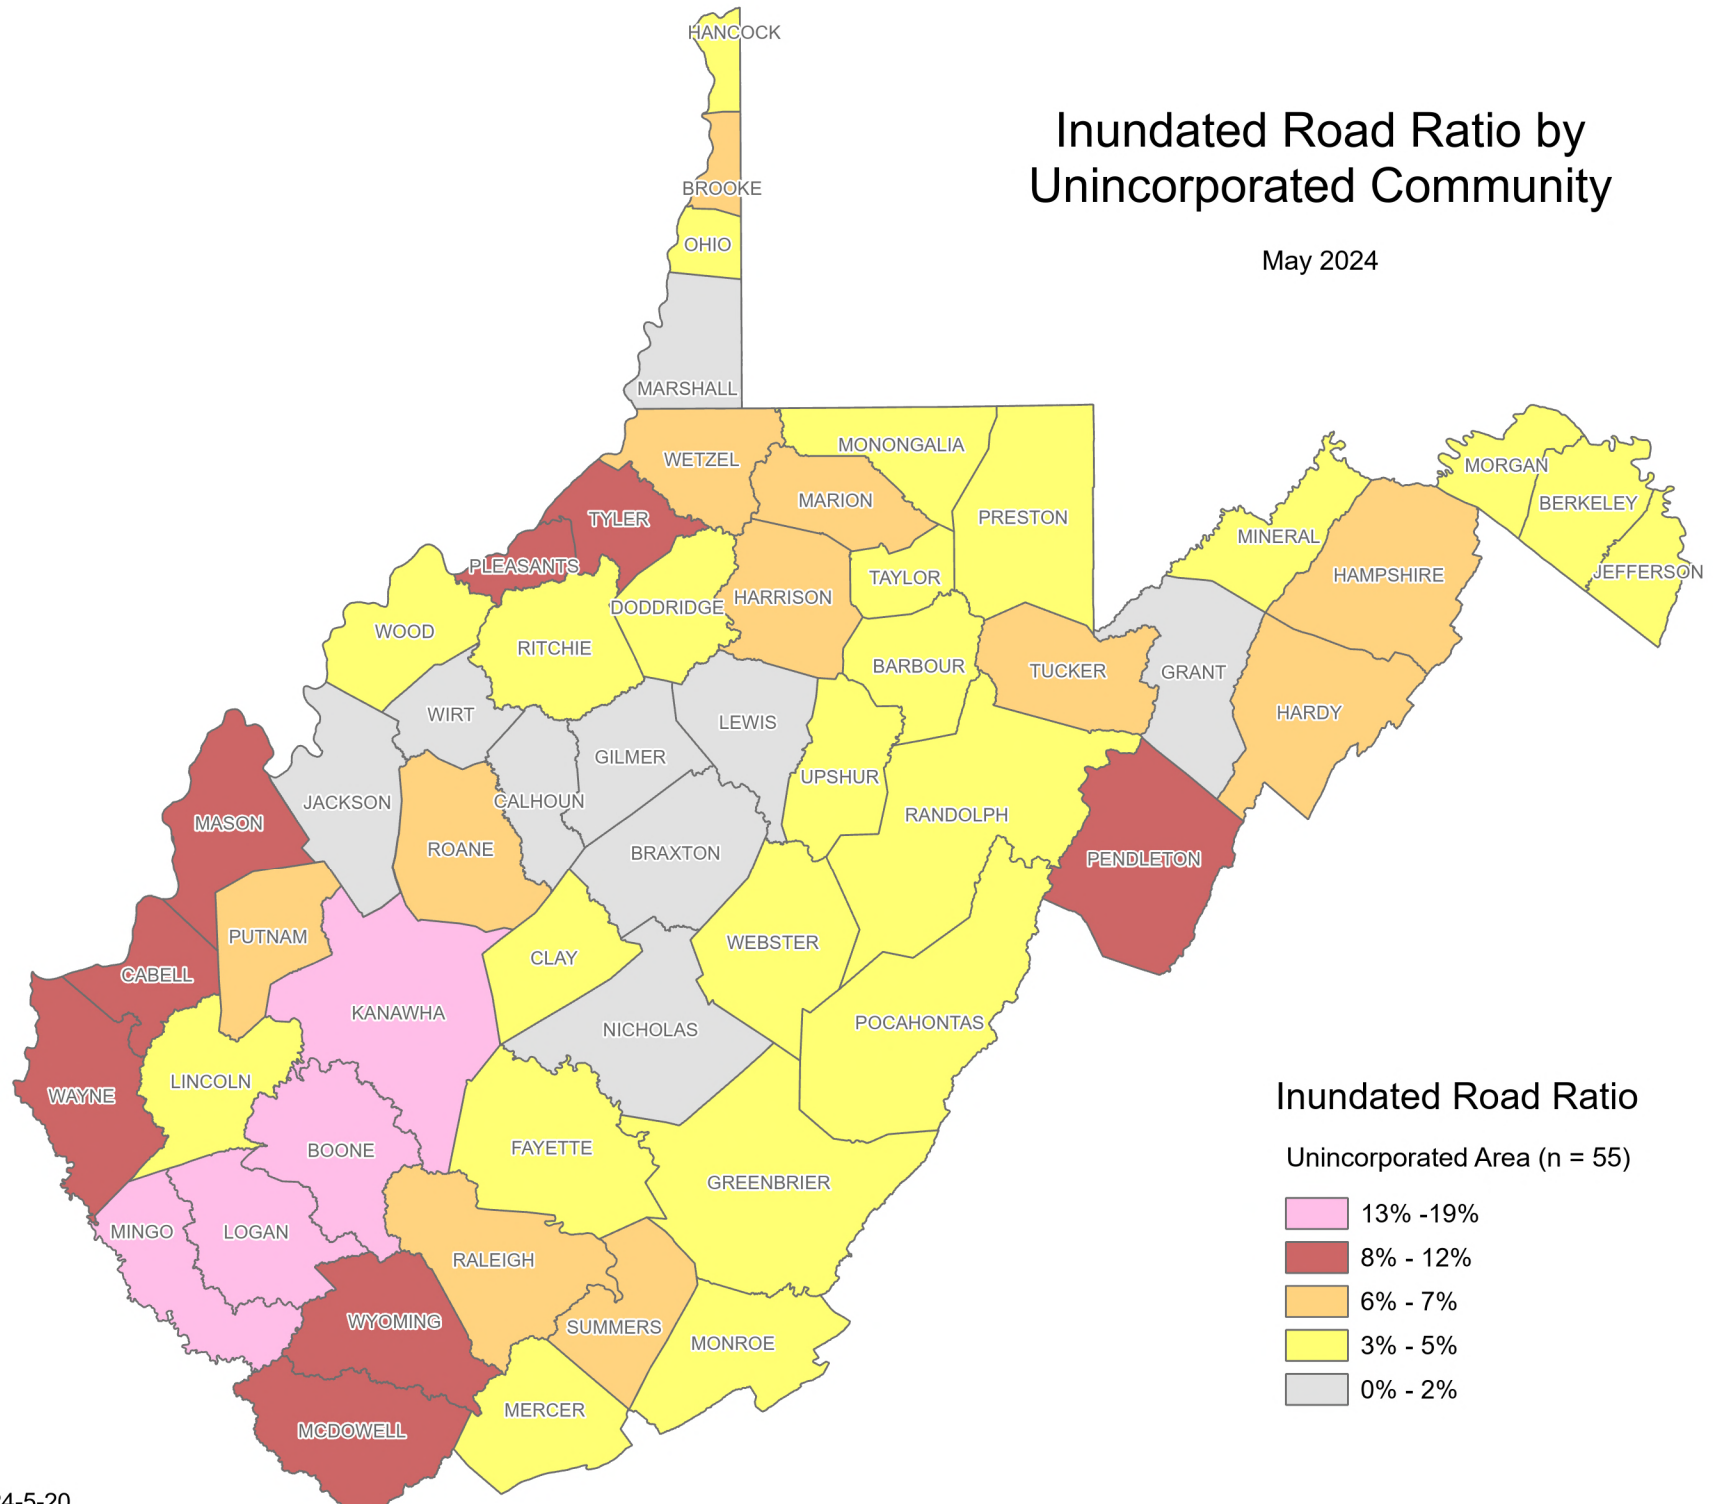 HANCOCK
Inundated Road Ratio by
Unincorporated Community
BROOKE
OHIO
May 2024
MARSHALL
MONONGALIA
WETZEL
MORGAN
MARION
BERKELEY
TYLER
PRESTON
MINERAL
PLEASANTS
TAYLOR
HAMPSHIRE
JEFFERSON
HARRISON
DODDRIDGE
WOOD
RITCHIE
BARBOUR
TUCKER
GRANT
WIRT
LEWIS
HARDY
GILMER
UPSHUR
JACKSON
CALHOUN
RANDOLPH
MASON
ROANE
BRAXTON
PENDLETON
PUTNAM
WEBSTER
CLAY
CABELL
KANAWHA
POCAHONTAS
NICHOLAS
LINCOLN
WAYNE
Inundated Road Ratio
BOONE
FAYETTE
Unincorporated Area (n = 55)
GREENBRIER
13% -19%
MINGO
LOGAN
RALEIGH
8% - 12%
6% - 7%
WYOMING
SUMMERS
MONROE
3% - 5%
0% - 2%
MERCER
MCDOWELL
4-5-20